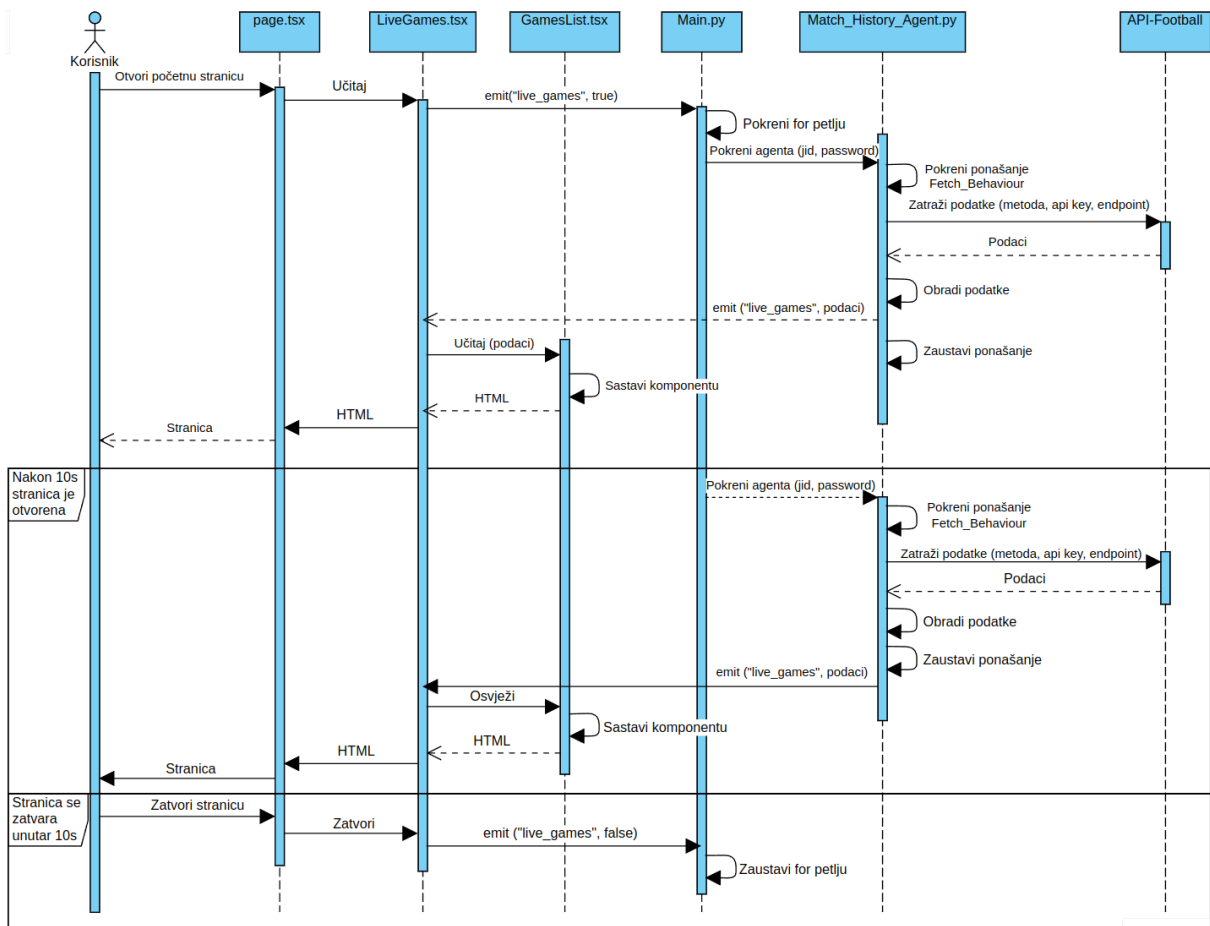 page.tsx
LiveGames.tsx
GamesList.tsx
Main.py
Match_History_Agent.py
API-Football
Korisnik
Otvori početnu stranicu
Učitaj
emit("live_games", true)
Pokreni for petlju
Pokreni agenta (jid, password)
Pokreni ponašanje
Fetch_Behaviour
Zatraži podatke (metoda, api key, endpoint)
Podaci
Obradi podatke
emit ("live_games", podaci)
Učitaj (podaci)
Zaustavi ponašanje
Sastavi komponentu
HTML
HTML
Stranica
Nakon 10s
stranica je
otvorena
Pokreni agenta (jid, password)
Pokreni ponašanje
Fetch_Behaviour
Zatraži podatke (metoda, api key, endpoint)
Podaci
Obradi podatke
Zaustavi ponašanje
emit ("live_games", podaci)
Osvježi
Sastavi komponentu
HTML
HTML
Stranica
Stranica se
zatvara
unutar 10s
Zatvori stranicu
Zatvori
emit ("live_games", false)
Zaustavi for petlju